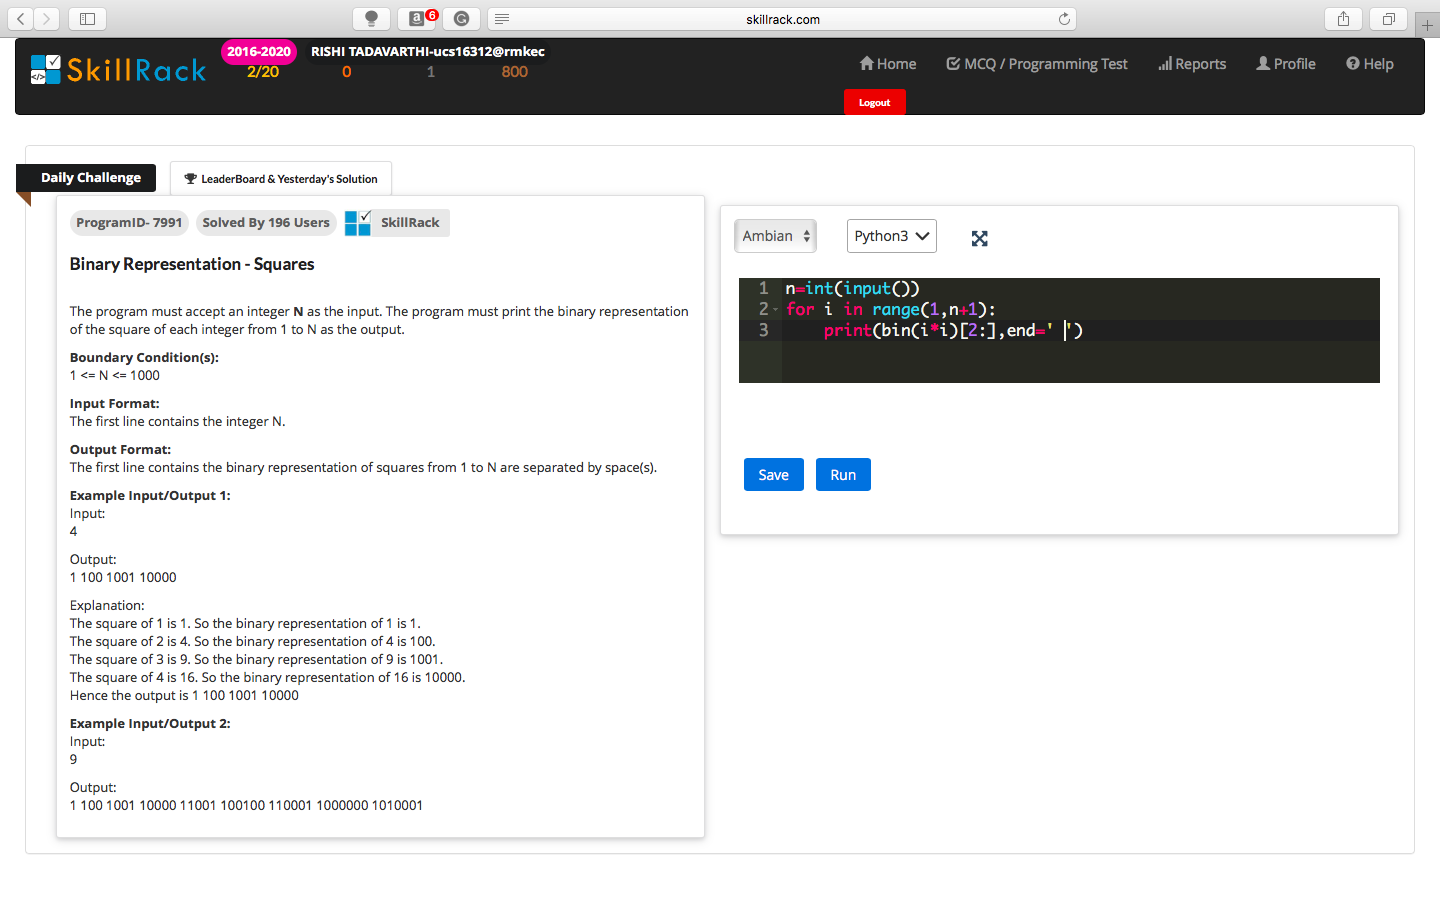 6
skillrack.com
SkillRack
2016-2020 RISHI TADAVARTHI-ucs16312@rmkec
2/20 0 1 800
Home MCQ / Programming Test Reports Profile Help
Logout
Daily Challenge LeaderBoard & Yesterday's Solution
ProgramID- 7991 Solved By 196 Users SkillRack
Binary Representation - Squares
The program must accept an integer N as the input. The program must print the binary representation
of the square of each integer from 1 to N as the output.
Boundary Condition(s):
1 <= N <= 1000
Input Format:
The first line contains the integer N.
Output Format:
The first line contains the binary representation of squares from 1 to N are separated by space(s).
Example Input/Output 1:
Input:
4
Output:
1 100 1001 10000
Explanation:
The square of 1 is 1. So the binary representation of 1 is 1.
The square of 2 is 4. So the binary representation of 4 is 100.
The square of 3 is 9. So the binary representation of 9 is 1001.
The square of 4 is 16. So the binary representation of 16 is 10000.
Hence the output is 1 100 1001 10000
Example Input/Output 2:
Input:
9
Output:
1 100 1001 10000 11001 100100 110001 1000000 1010001
Ambian Python3
1 n=int(input())
2 for i in range(1,n+1):
3     print(bin(i*i)[2:],end=' ')
Save Run